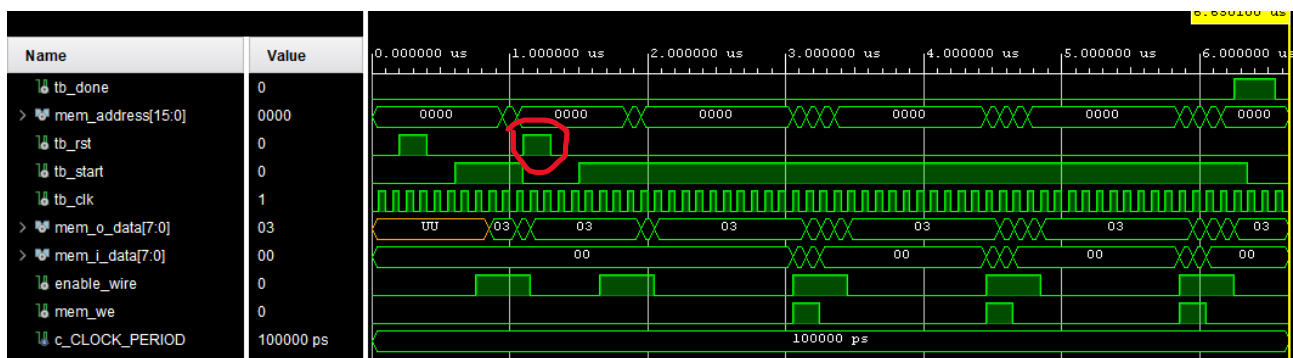 6.650100 us
Name Value 0.000000 us 1.000000 us 2.000000 us 3.000000 us 4.000000 us 5.000000 us 6.000000 u
tb_done 0
mem_address[15:0] 0000 0000 0000 0000 0000 0000 0000
tb_rst 0
tb_start 0
tb_clk 1
mem_o_data[7:0] 03 UU 03 03 03 03 03 03
mem_i_data[7:0] 00 00 00 00 00
enable_wire 0
mem_we 0
c_CLOCK_PERIOD 100000 ps 100000 ps